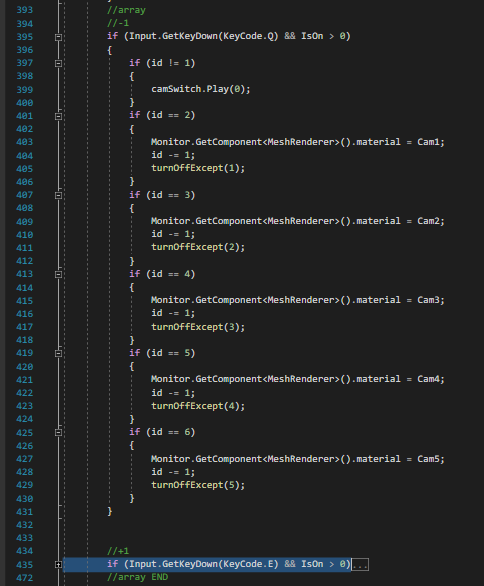 393 //array
394 //-1
395 if (Input.GetKeyDown(KeyCode.Q) && IsOn > 0)
396 {
397 if (id != 1)
398 {
399 camSwitch.Play(0);
400 }
401 if (id == 2)
402 {
403 Monitor.GetComponent<MeshRenderer>().material = Cam1;
404 id -= 1;
405 turnOffExcept(1);
406 }
407 if (id == 3)
408 {
409 Monitor.GetComponent<MeshRenderer>().material = Cam2;
410 id -= 1;
411 turnOffExcept(2);
412 }
413 if (id == 4)
414 {
415 Monitor.GetComponent<MeshRenderer>().material = Cam3;
416 id -= 1;
417 turnOffExcept(3);
418 }
419 if (id == 5)
420 {
421 Monitor.GetComponent<MeshRenderer>().material = Cam4;
422 id -= 1;
423 turnOffExcept(4);
424 }
425 if (id == 6)
426 {
427 Monitor.GetComponent<MeshRenderer>().material = Cam5;
428 id -= 1;
429 turnOffExcept(5);
430 }
431 }
432
433
434 //+1
435 if (Input.GetKeyDown(KeyCode.E) && IsOn > 0)...
472 //array END